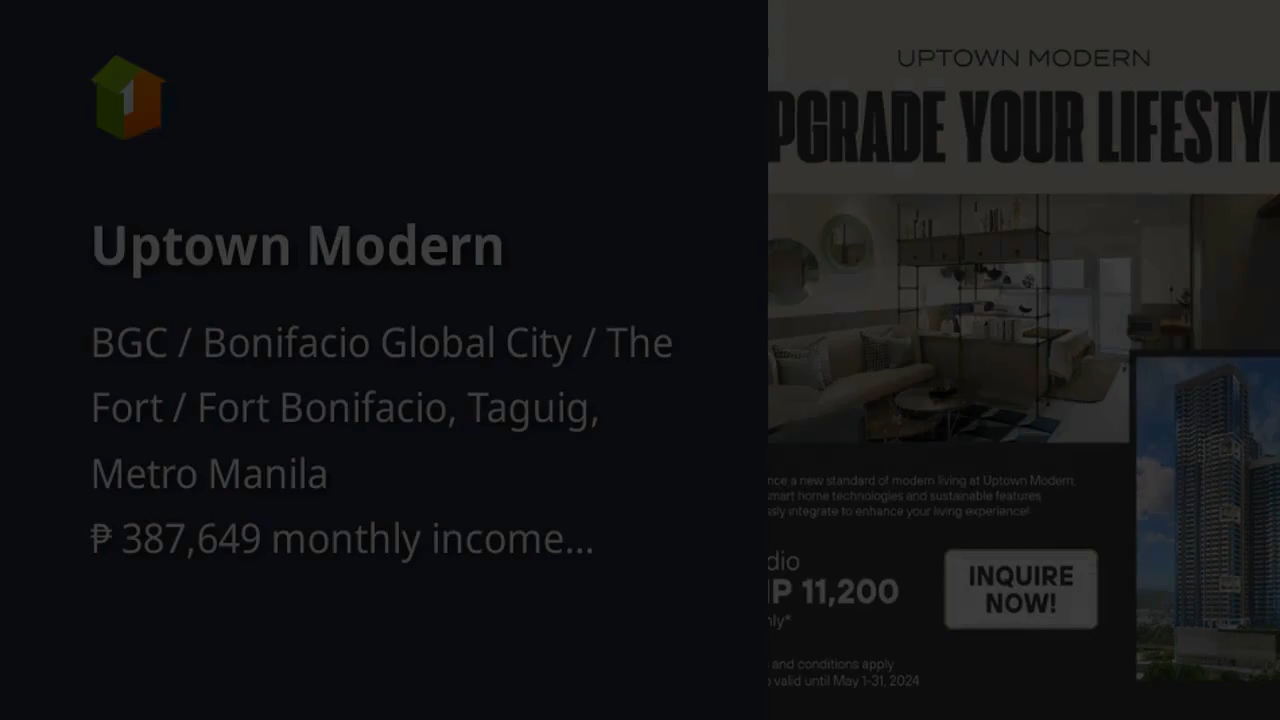 Uptown Modern
BGC / Bonifacio Global City / The
Fort / Fort Bonifacio, Taguig,
Metro Manila
₱ 387,649 monthly income...
UPTOWN MODERN
PGRADE YOUR LIFESTY
nce a new standard of modern living at Uptown Modern;
smart home technologies and sustainable features
ssly integrate to enhance your living experience!
dio
IP 11,200
nly*
INQUIRE
NOW!
and conditions apply
valid until May 1-31, 2024